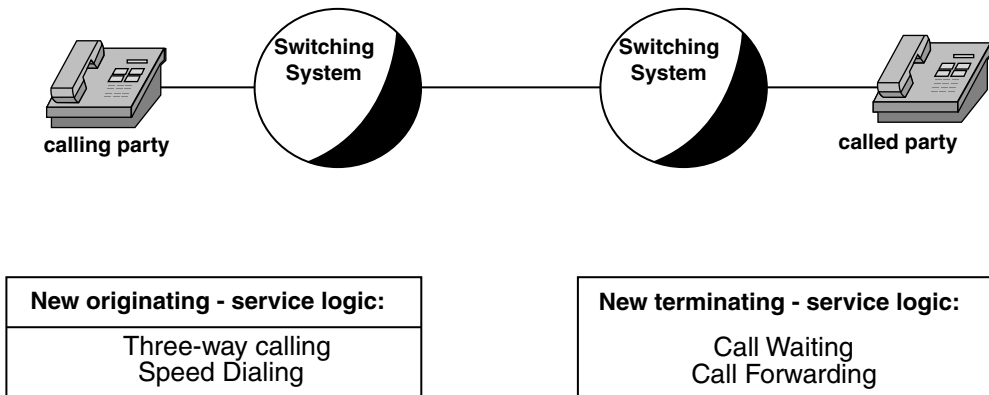 Switching
System
Switching
System
calling party
called party
New originating - service logic:
Three-way calling
Speed Dialing
New terminating - service logic:
Call Waiting
Call Forwarding